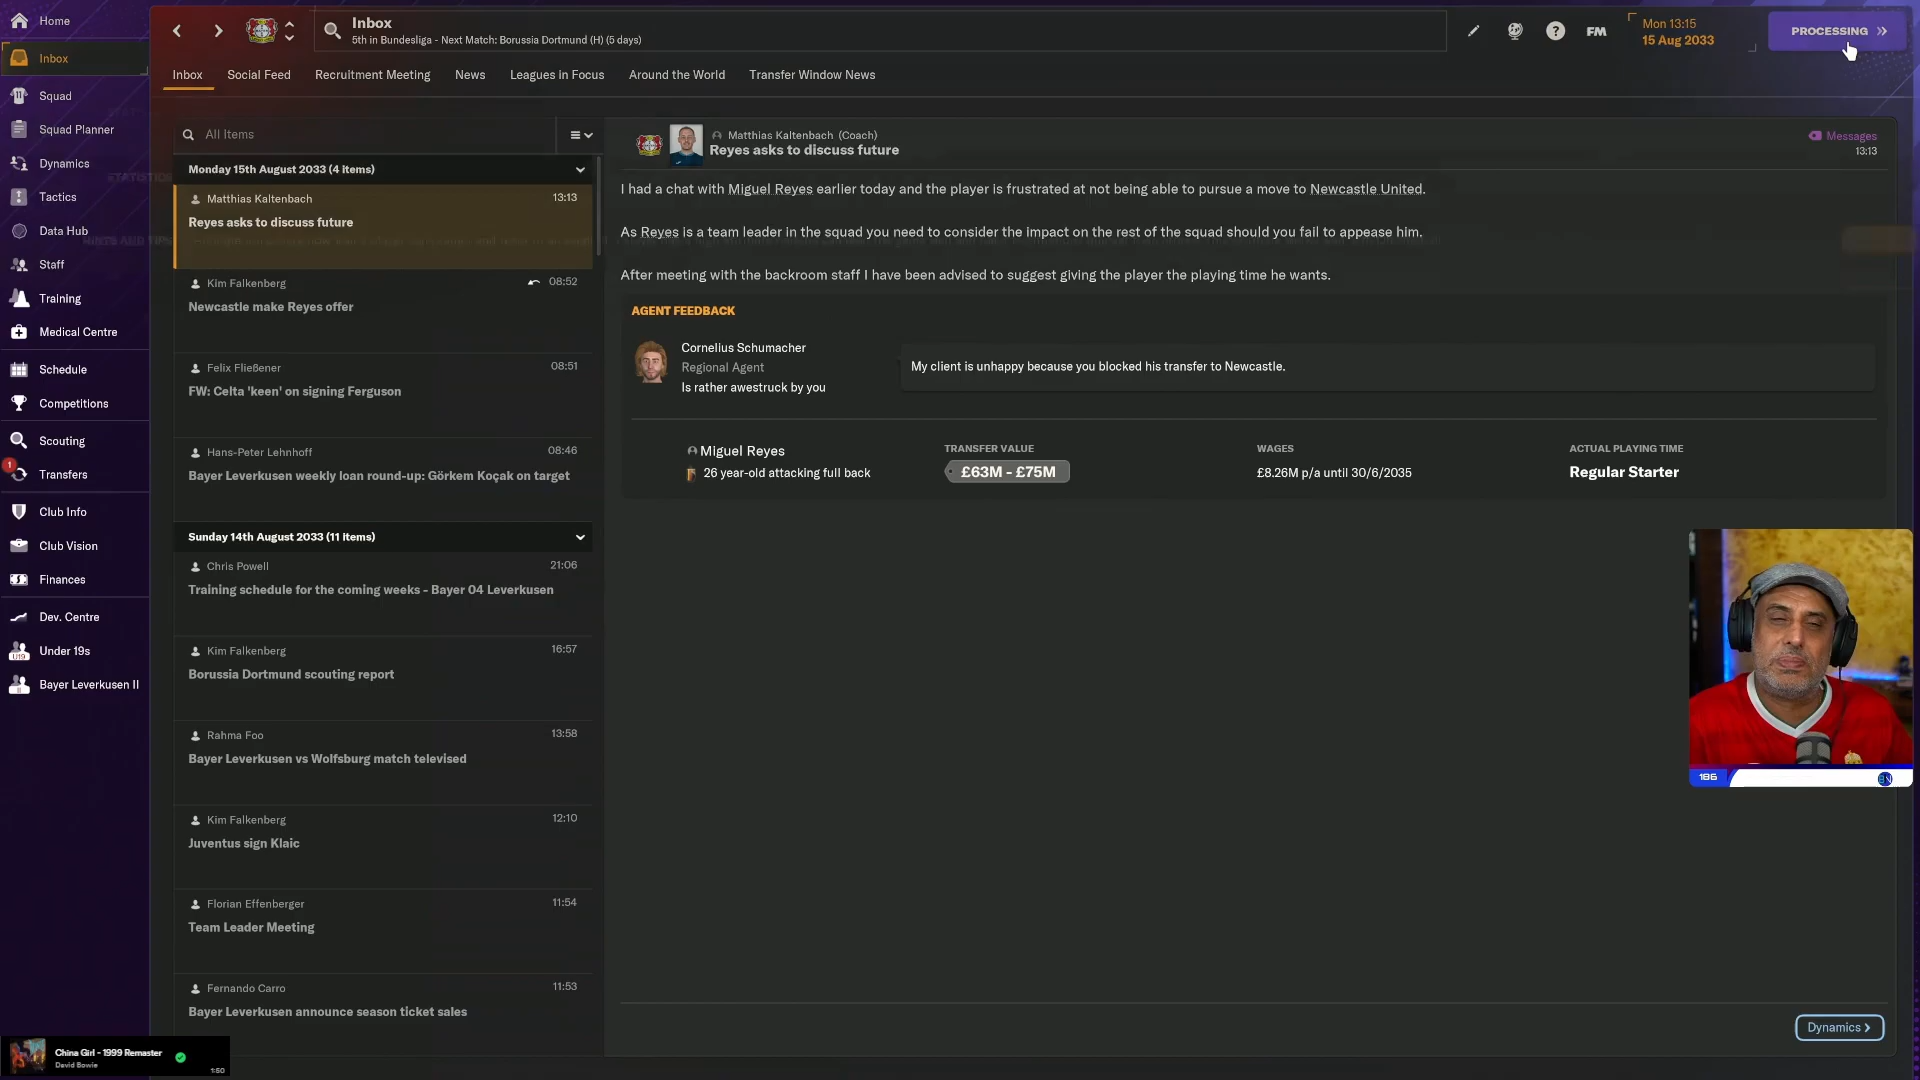 Home
Inbox
Squad
Squad Planner
Dynamics
Tactics
Data Hub
Staff
Training
Medical Centre
Schedule
Competitions
Scouting
1
Transfers
Club Info
Club Vision
Finances
Dev. Centre
U19
Under 19s
Bayer Leverkusen II
Inbox
5th in Bundesliga - Next Match: Borussia Dortmund (H) (5 days)
FM
Mon 13:15
15 Aug 2033
PROCESSING
Inbox
Social Feed
Recruitment Meeting
News
Leagues in Focus
Around the World
Transfer Window News
All Items
Monday 15th August 2033 (4 items)
Matthias Kaltenbach 13:13
Reyes asks to discuss future
Kim Falkenberg 08:52
Newcastle make Reyes offer
Felix Fließener 08:51
FW: Celta 'keen' on signing Ferguson
Hans-Peter Lehnhoff 08:46
Bayer Leverkusen weekly loan round-up: Görkem Koçak on target
Sunday 14th August 2033 (11 items)
Chris Powell 21:06
Training schedule for the coming weeks - Bayer 04 Leverkusen
Kim Falkenberg 16:57
Borussia Dortmund scouting report
Rahma Foo 13:58
Bayer Leverkusen vs Wolfsburg match televised
Kim Falkenberg 12:10
Juventus sign Klaic
Florian Effenberger 11:54
Team Leader Meeting
Fernando Carro 11:53
Bayer Leverkusen announce season ticket sales
Matthias Kaltenbach (Coach)
Reyes asks to discuss future
Messages
13:13
I had a chat with Miguel Reyes earlier today and the player is frustrated at not being able to pursue a move to Newcastle United.
As Reyes is a team leader in the squad you need to consider the impact on the rest of the squad should you fail to appease him.
After meeting with the backroom staff I have been advised to suggest giving the player the playing time he wants.
AGENT FEEDBACK
Cornelius Schumacher
Regional Agent
Is rather awestruck by you
My client is unhappy because you blocked his transfer to Newcastle.
Miguel Reyes
26 year-old attacking full back
TRANSFER VALUE
£63M - £75M
WAGES
£8.26M p/a until 30/6/2035
ACTUAL PLAYING TIME
Regular Starter
186
Dynamics
China Girl - 1999 Remaster
David Bowie
1:50